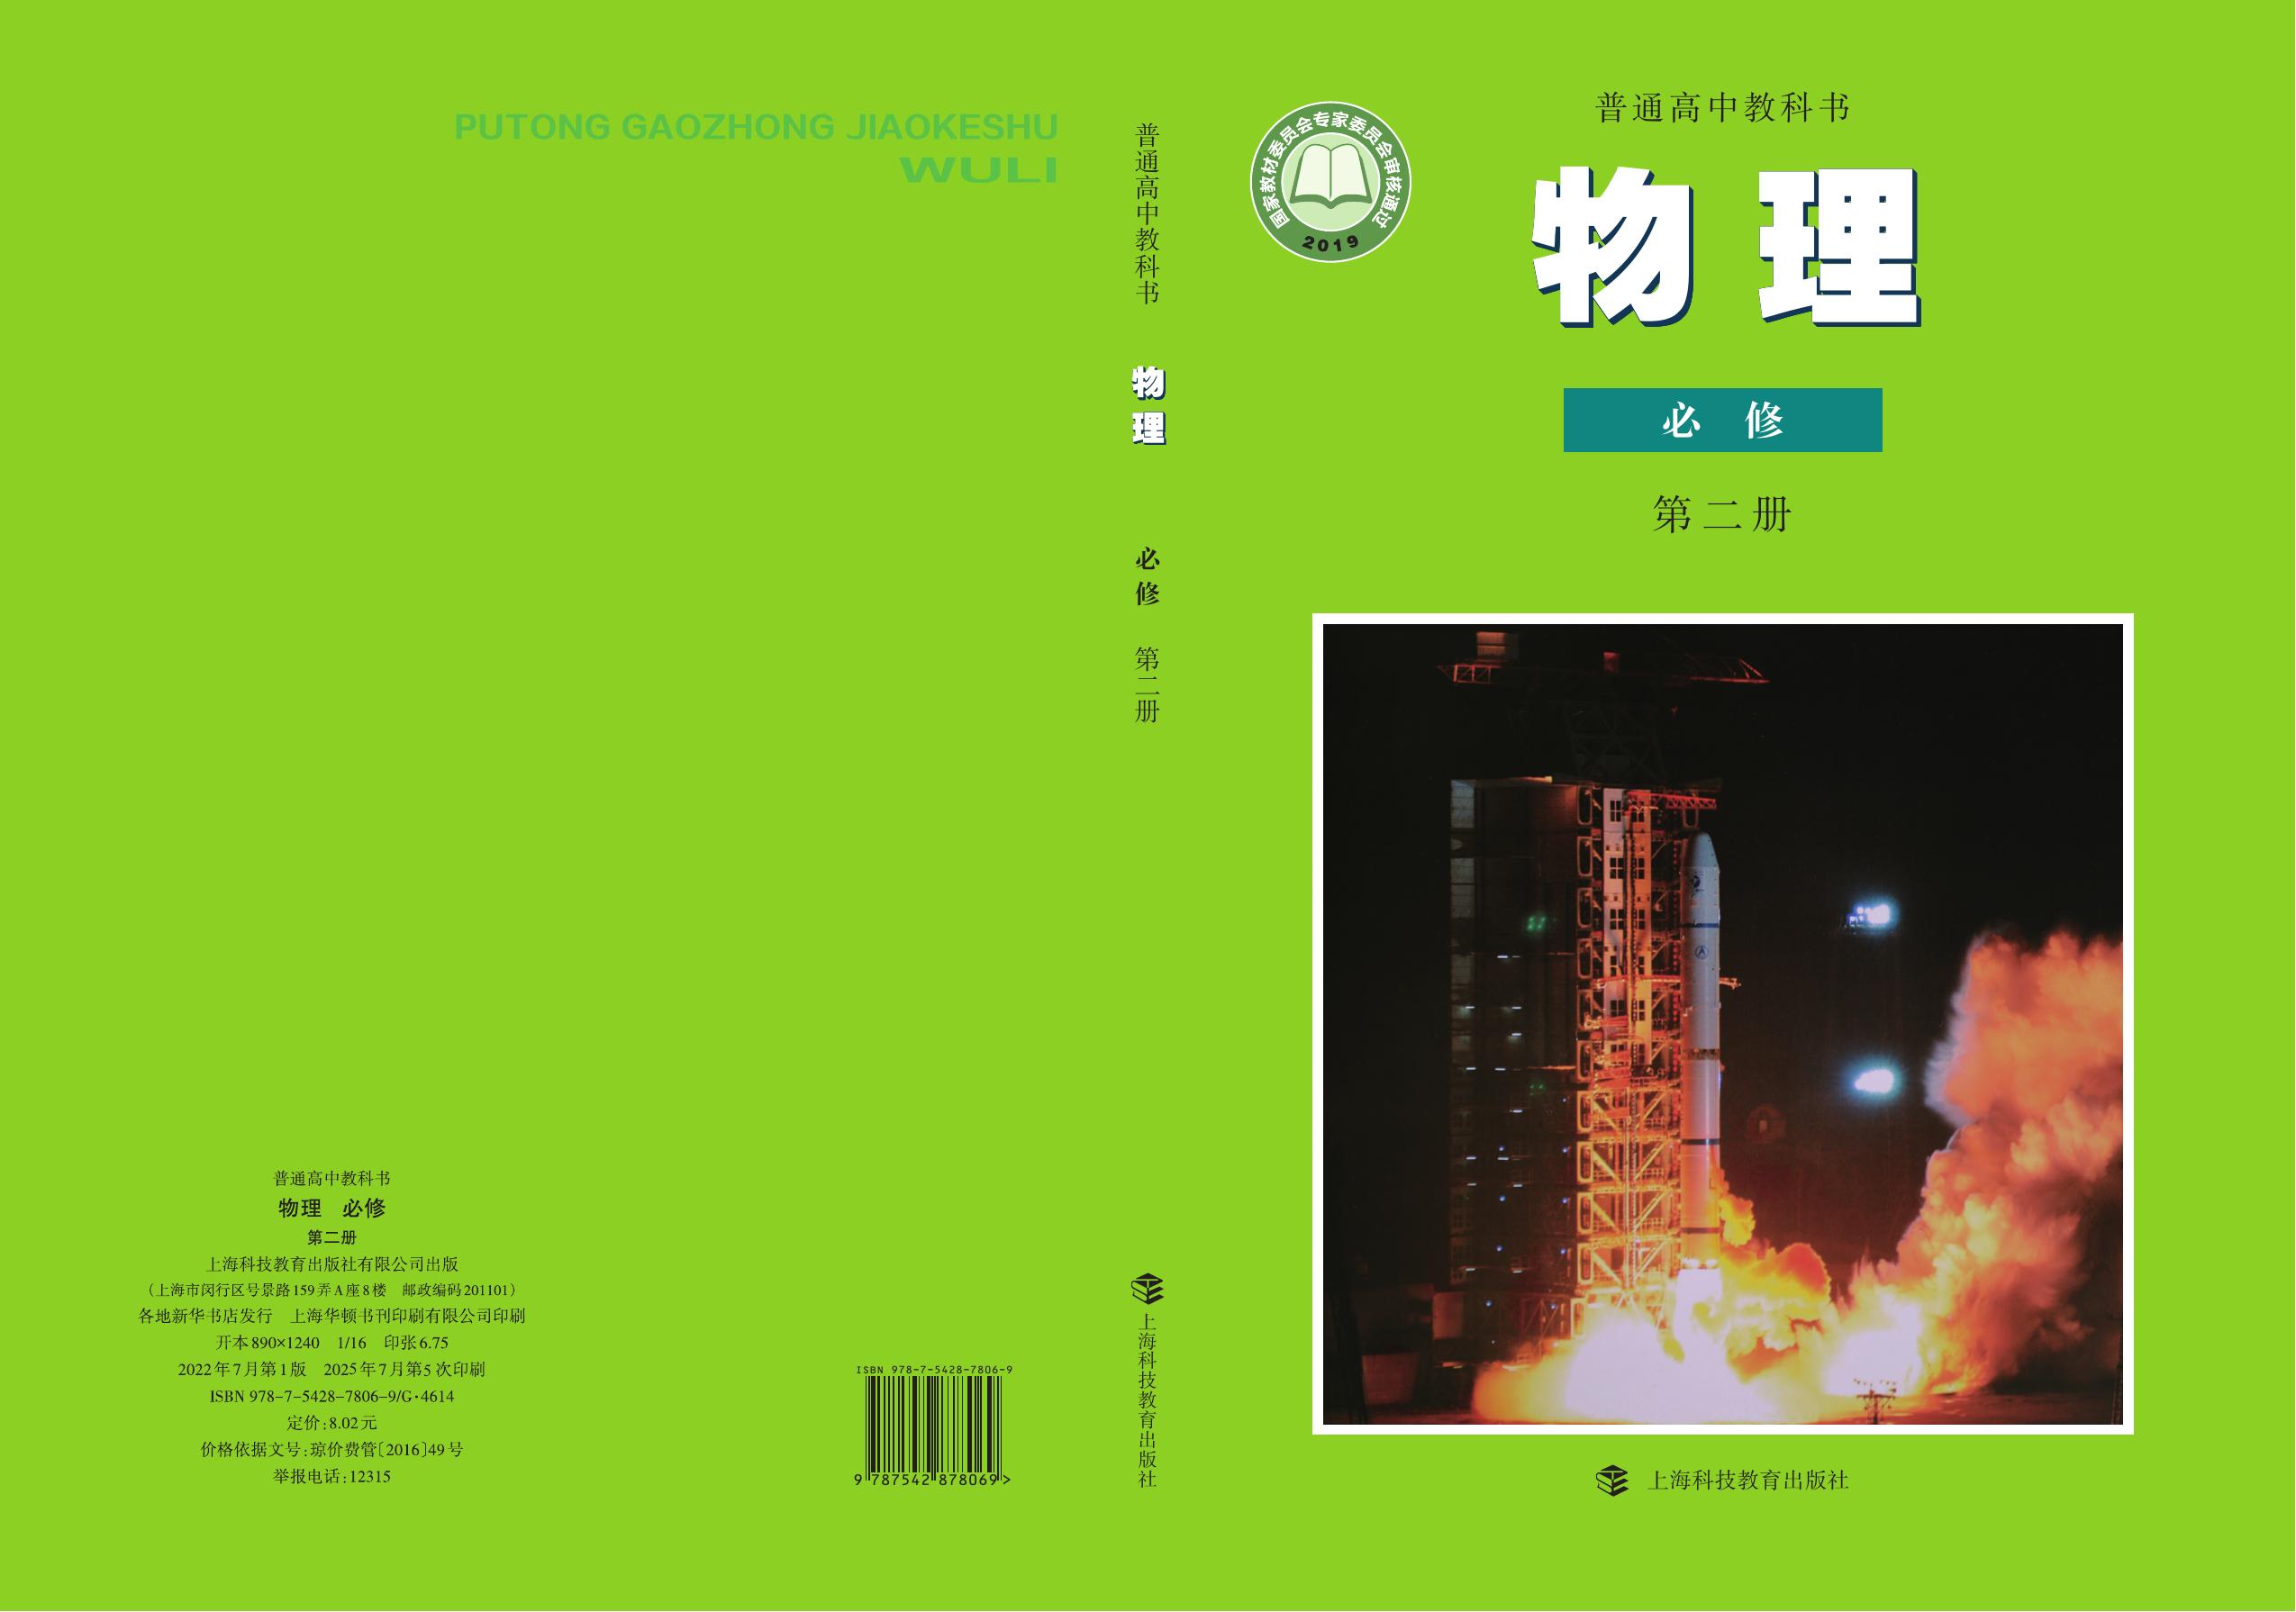 PUTONG GAOZHONG JIAOKESHU
WULI
普通高中教科书
物理 必修
第二册
上海科技教育出版社有限公司出版
（上海市闵行区号景路159弄A座8楼 邮政编码201101）
各地新华书店发行 上海华顿书刊印刷有限公司印刷
开本890×1240 1/16 印张6.75
2022年7月第1版 2025年7月第5次印刷
ISBN 978-7-5428-7806-9/G·4614
定价：8.02元
价格依据文号：琼价费管〔2016〕49号
举报电话：12315
ISBN 978-7-5428-7806-9
9 787542 878069 >
普通高中教科书
物理
必修
第二册
上海科技教育出版社
国家教材委员会专家委员会审核通过
2019
普通高中教科书
物理
必修
第二册
上海科技教育出版社